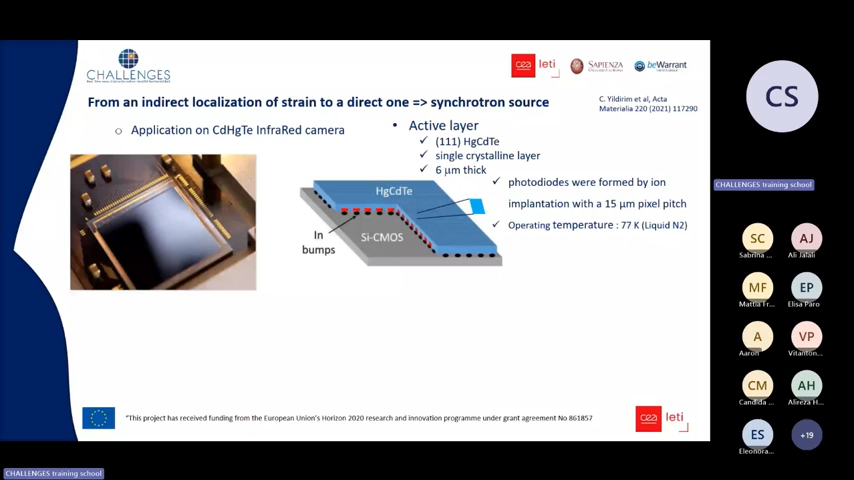 CHALLENGES
cea leti
SAPIENZA
beWarrant
From an indirect localization of strain to a direct one => synchrotron source
C. Yildirim et al, Acta
Materialia 220 (2021) 117290
o Application on CdHgTe InfraRed camera
• Active layer
✓ (111) HgCdTe
✓ single crystalline layer
✓ 6 µm thick
✓ photodiodes were formed by ion
implantation with a 15 µm pixel pitch
✓ Operating temperature : 77 K (Liquid N2)
HgCdTe
Si-CMOS
In
bumps
"This project has received funding from the European Union's Horizon 2020 research and innovation programme under grant agreement No 861857
cea leti
CHALLENGES training school
CS
CHALLENGES training school
SC
AJ
Sabrina ...
Ali Jalali
MF
EP
Mattia Fr...
Elisa Paro
A
VP
Aaron
Vitanton...
CM
AH
Candida ...
Alireza H...
ES
+19
Eleonora...